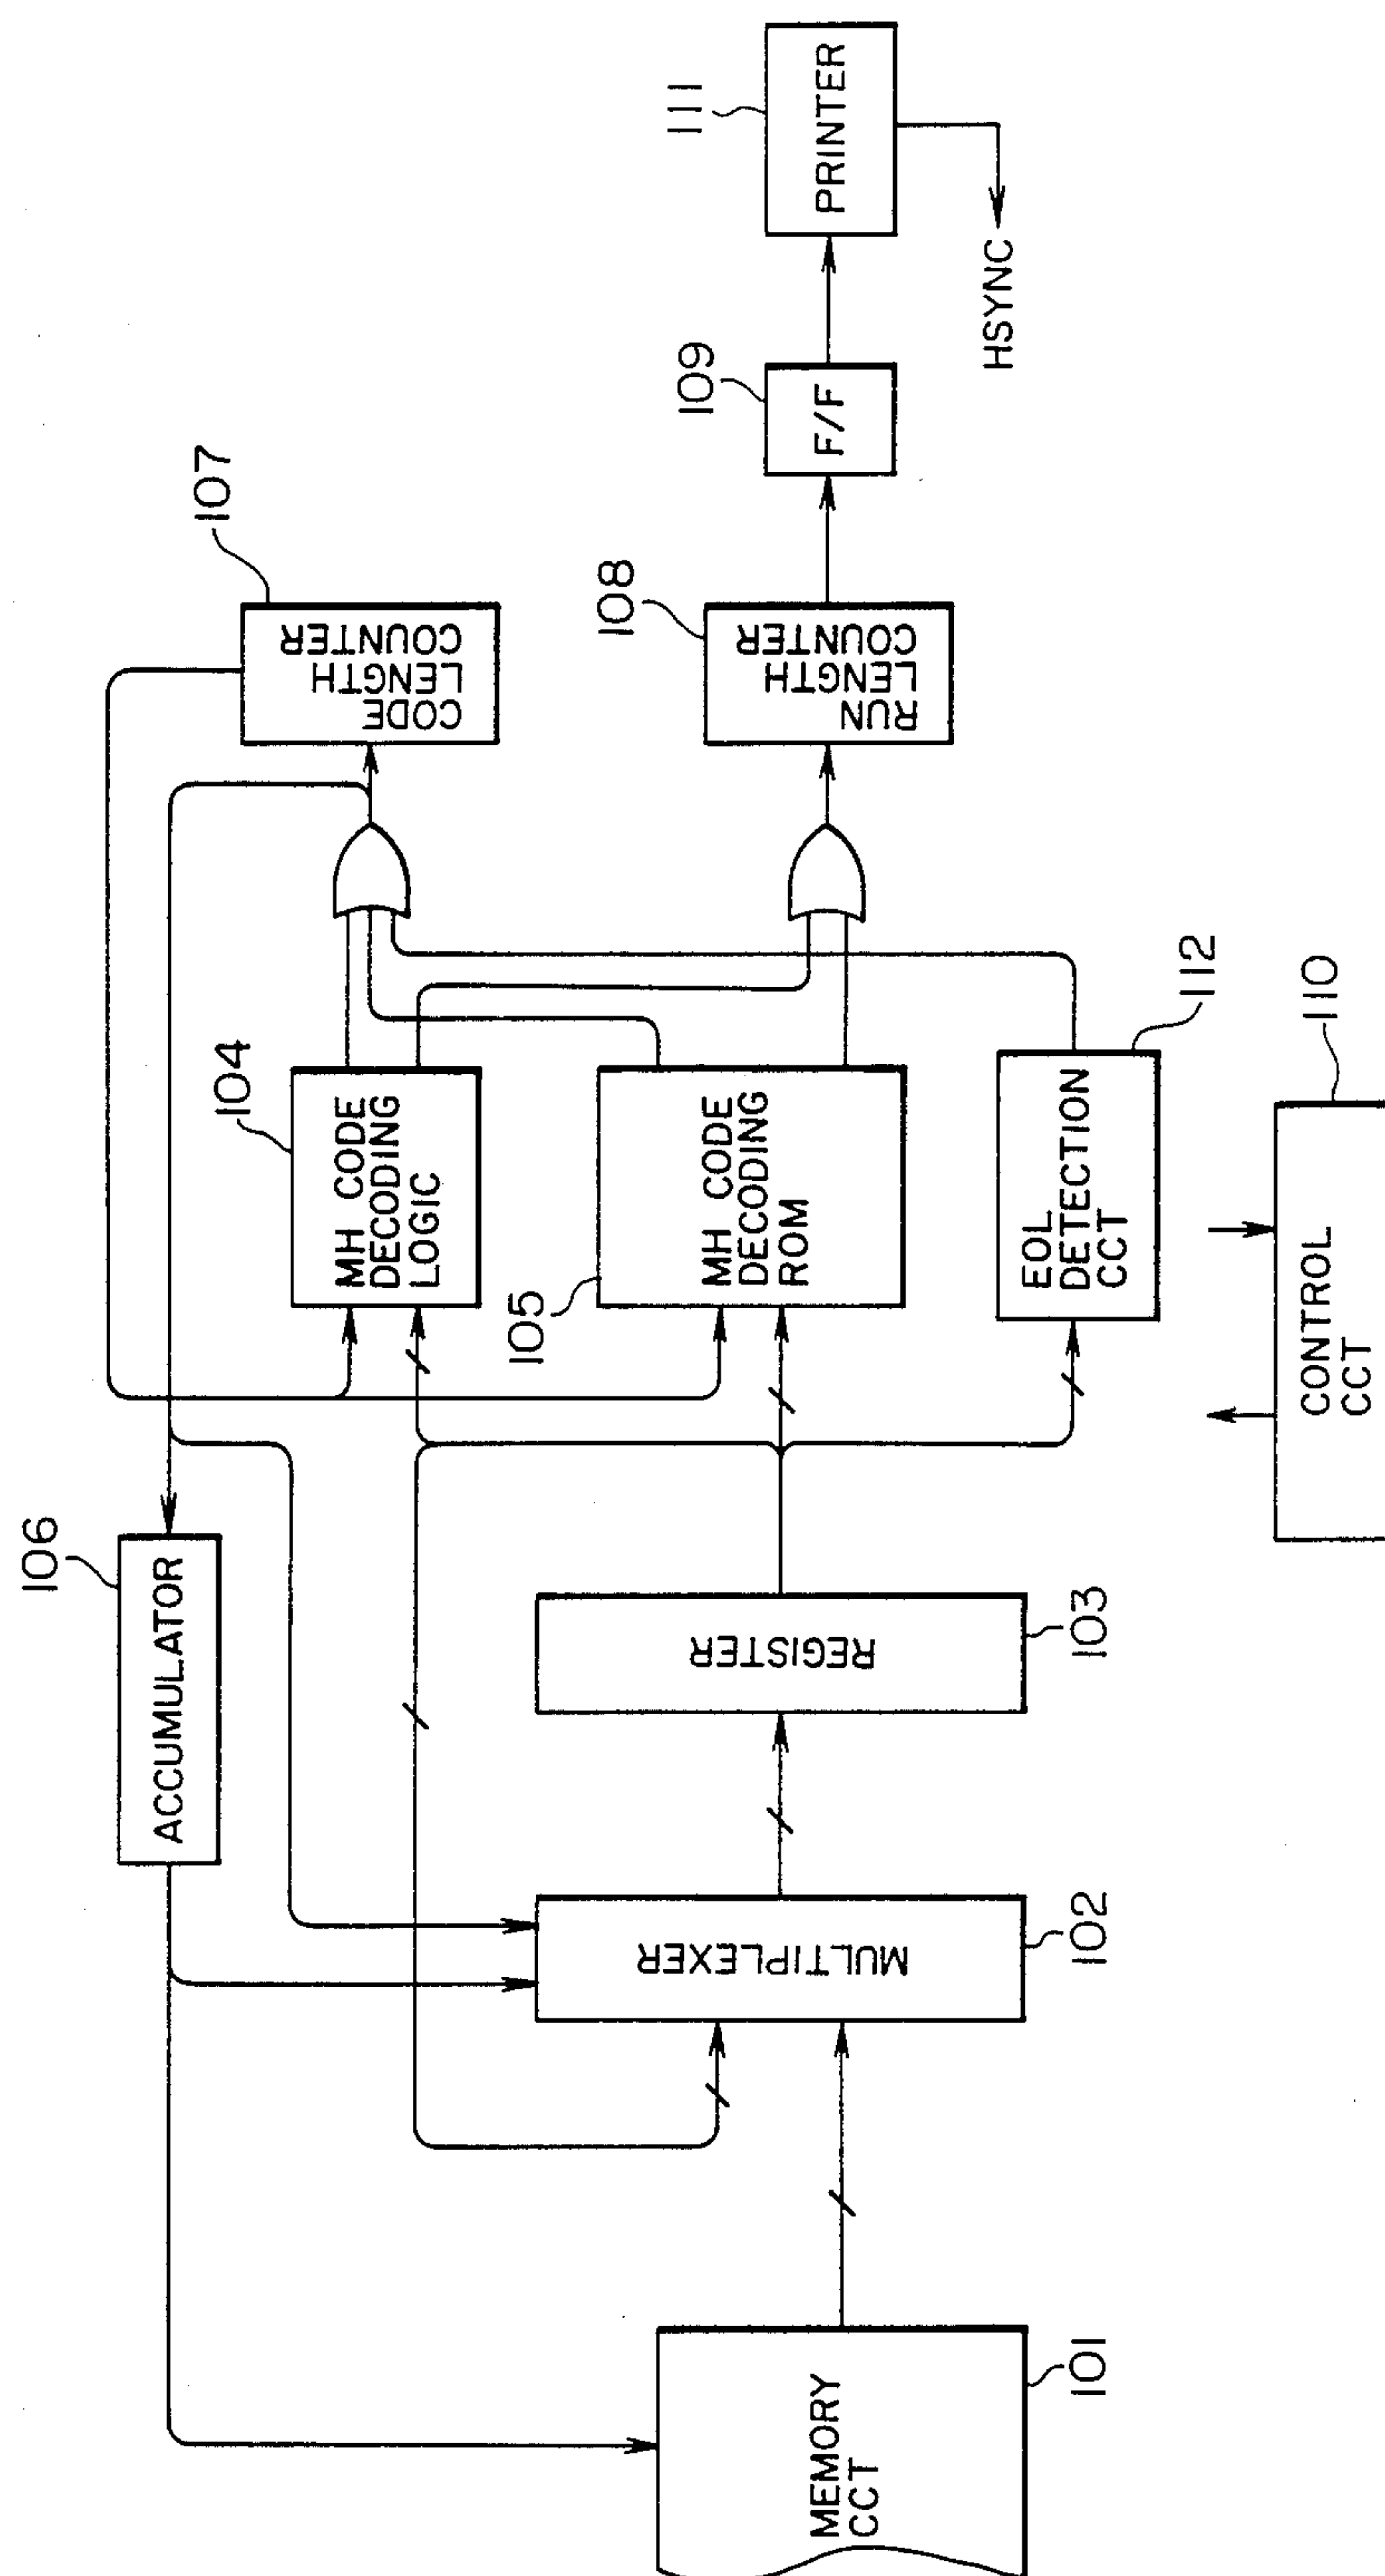 106
ACCUMULATOR
107
CODE
LENGTH
COUNTER
104
MH CODE
DECODING
LOGIC
105
MH CODE
DECODING
ROM
108
RUN
LENGTH
COUNTER
109
F/F
111
PRINTER
HSYNC
MEMORY
CCT
101
MULTIPLEXER
102
REGISTER
103
EOL
DETECTION
CCT
112
CONTROL
CCT
110